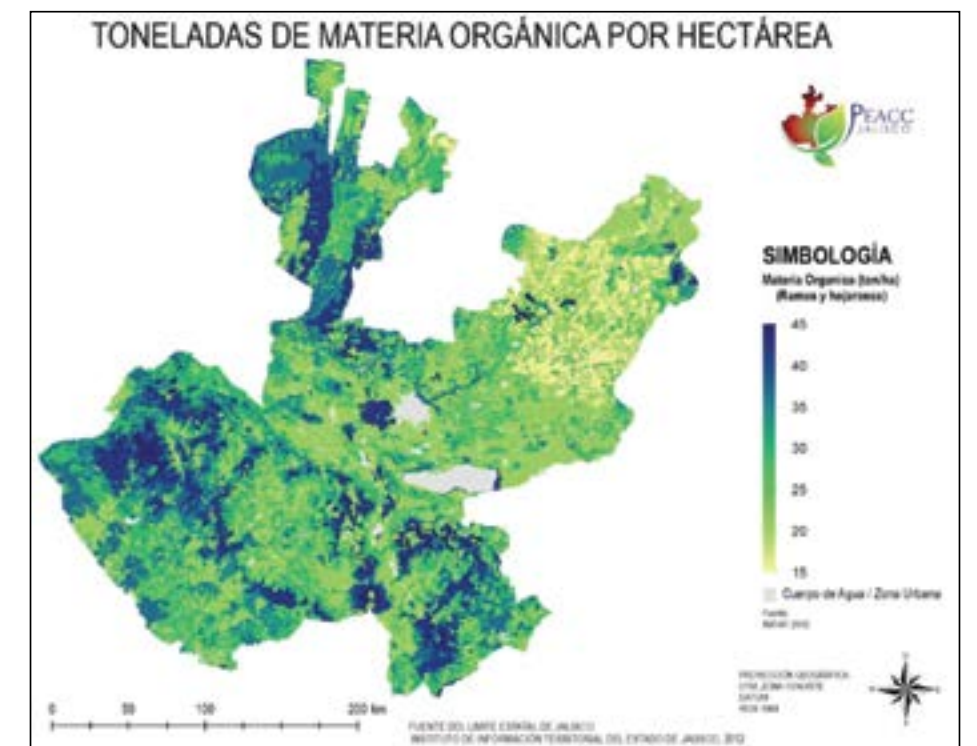 TONELADAS DE MATERIA ORGÁNICA POR HECTÁREA
PEACC
JALISCO
SIMBOLOGÍA
Materia Organica (ton/ha)
(Ramas y hojarasca)
45
40
35
30
25
20
15
Cuerpo de Agua / Zona Urbana
Fuente
PROYECCIÓN GEOGRÁFICA
DATUM
0 50 100 200 km
FUENTE DEL LIMITE ESTATAL DE JALISCO
INSTITUTO DE INFORMACIÓN TERRITORIAL DEL ESTADO DE JALISCO, 2012